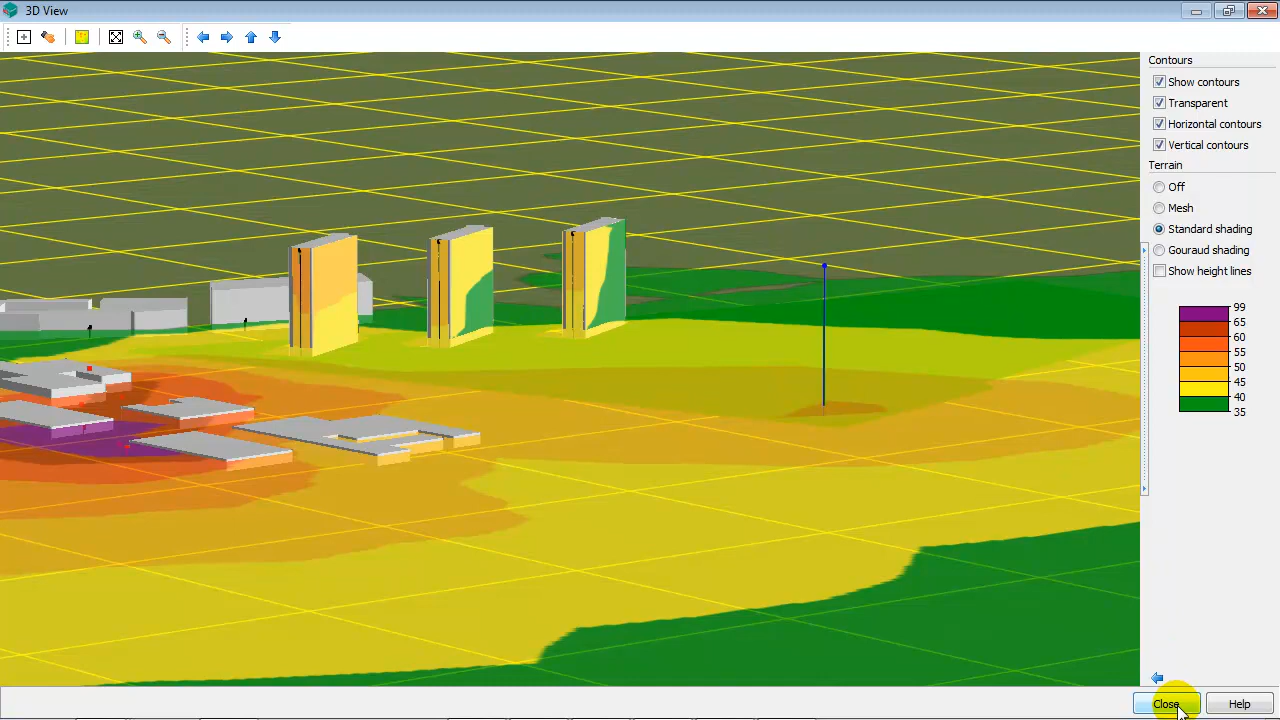 3D View
Contours
Show contours
Transparent
Horizontal contours
Vertical contours
Terrain
Off
Mesh
Standard shading
Gouraud shading
Show height lines
99
65
60
55
50
45
40
35
Close
Help